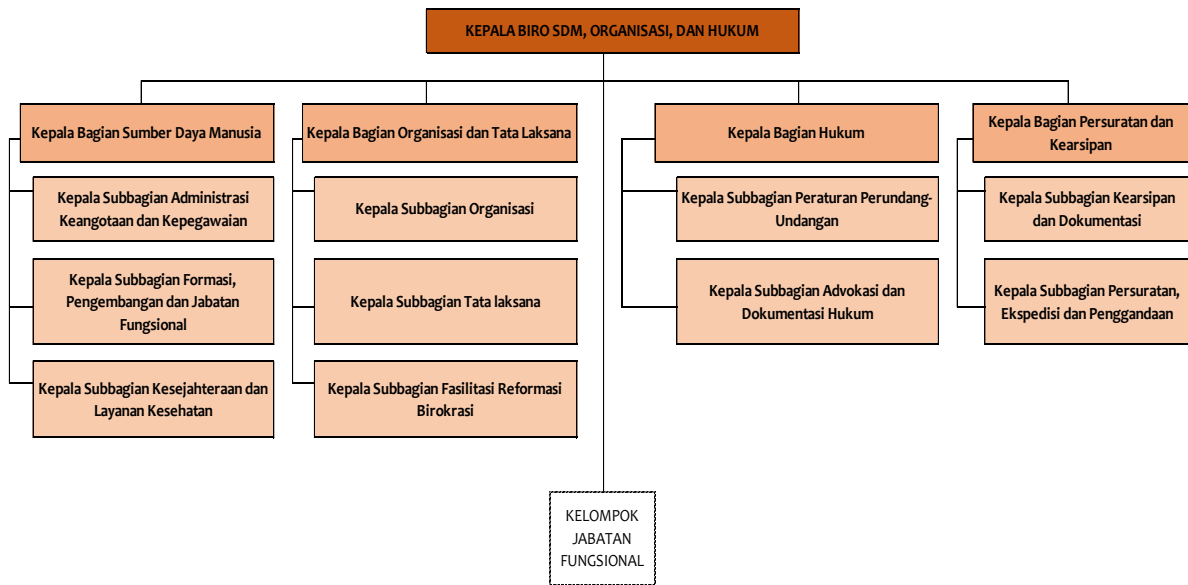 KEPALA BIRO SDM, ORGANISASI, DAN HUKUM
Kepala Bagian Sumber Daya Manusia
Kepala Subbagian Administrasi
Keangotaan dan Kepegawaian
Kepala Subbagian Formasi,
Pengembangan dan Jabatan
Fungsional
Kepala Subbagian Kesejahteraan dan
Layanan Kesehatan
Kepala Bagian Organisasi dan Tata Laksana
Kepala Subbagian Organisasi
Kepala Subbagian Tata laksana
Kepala Subbagian Fasilitasi Reformasi
Birokrasi
Kepala Bagian Hukum
Kepala Subbagian Peraturan Perundang-
Undangan
Kepala Subbagian Advokasi dan
Dokumentasi Hukum
Kepala Bagian Persuratan dan
Kearsipan
Kepala Subbagian Kearsipan
dan Dokumentasi
Kepala Subbagian Persuratan,
Ekspedisi dan Penggandaan
KELOMPOK
JABATAN
FUNGSIONAL